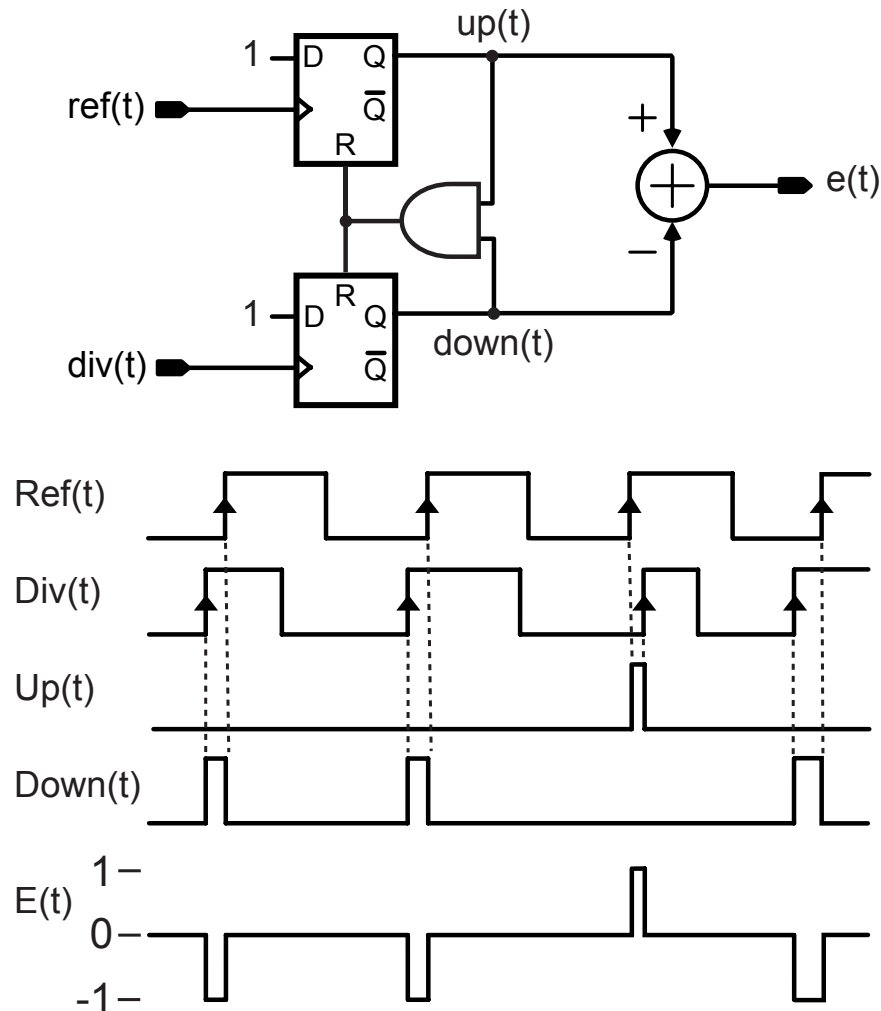 up(t)
1 D Q
ref(t) Q
R
+
+ e(t)
R
1 D Q
down(t)
div(t) Q
Ref(t)
Div(t)
Up(t)
Down(t)
1
E(t)
0
-1